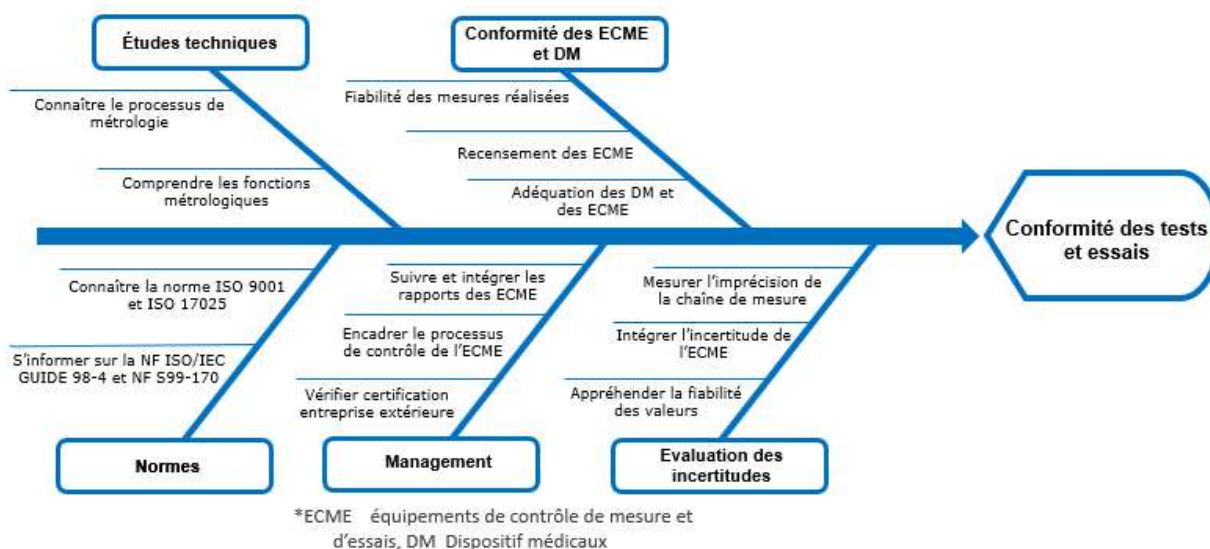 Études techniques
Connaître le processus de
métrologie
Comprendre les fonctions
métrologiques
Conformité des ECME
et DM
Fiabilité des mesures réalisées
Recensement des ECME
Adéquation des DM et
des ECME
Conformité des tests
et essais
Connaître la norme ISO 9001
et ISO 17025
S'informer sur la NF ISO/IEC
GUIDE 98-4 et NF S99-170
Normes
Suivre et intégrer les
rapports des ECME
Encadrer le processus
de contrôle de l'ECME
Vérifier certification
entreprise extérieure
Management
Mesurer l'imprécision de
la chaîne de mesure
Intégrer l'incertitude de
l'ECME
Appréhender la fiabilité
des valeurs
Evaluation des
incertitudes
*ECME équipements de contrôle de mesure et
d'essais, DM Dispositif médicaux